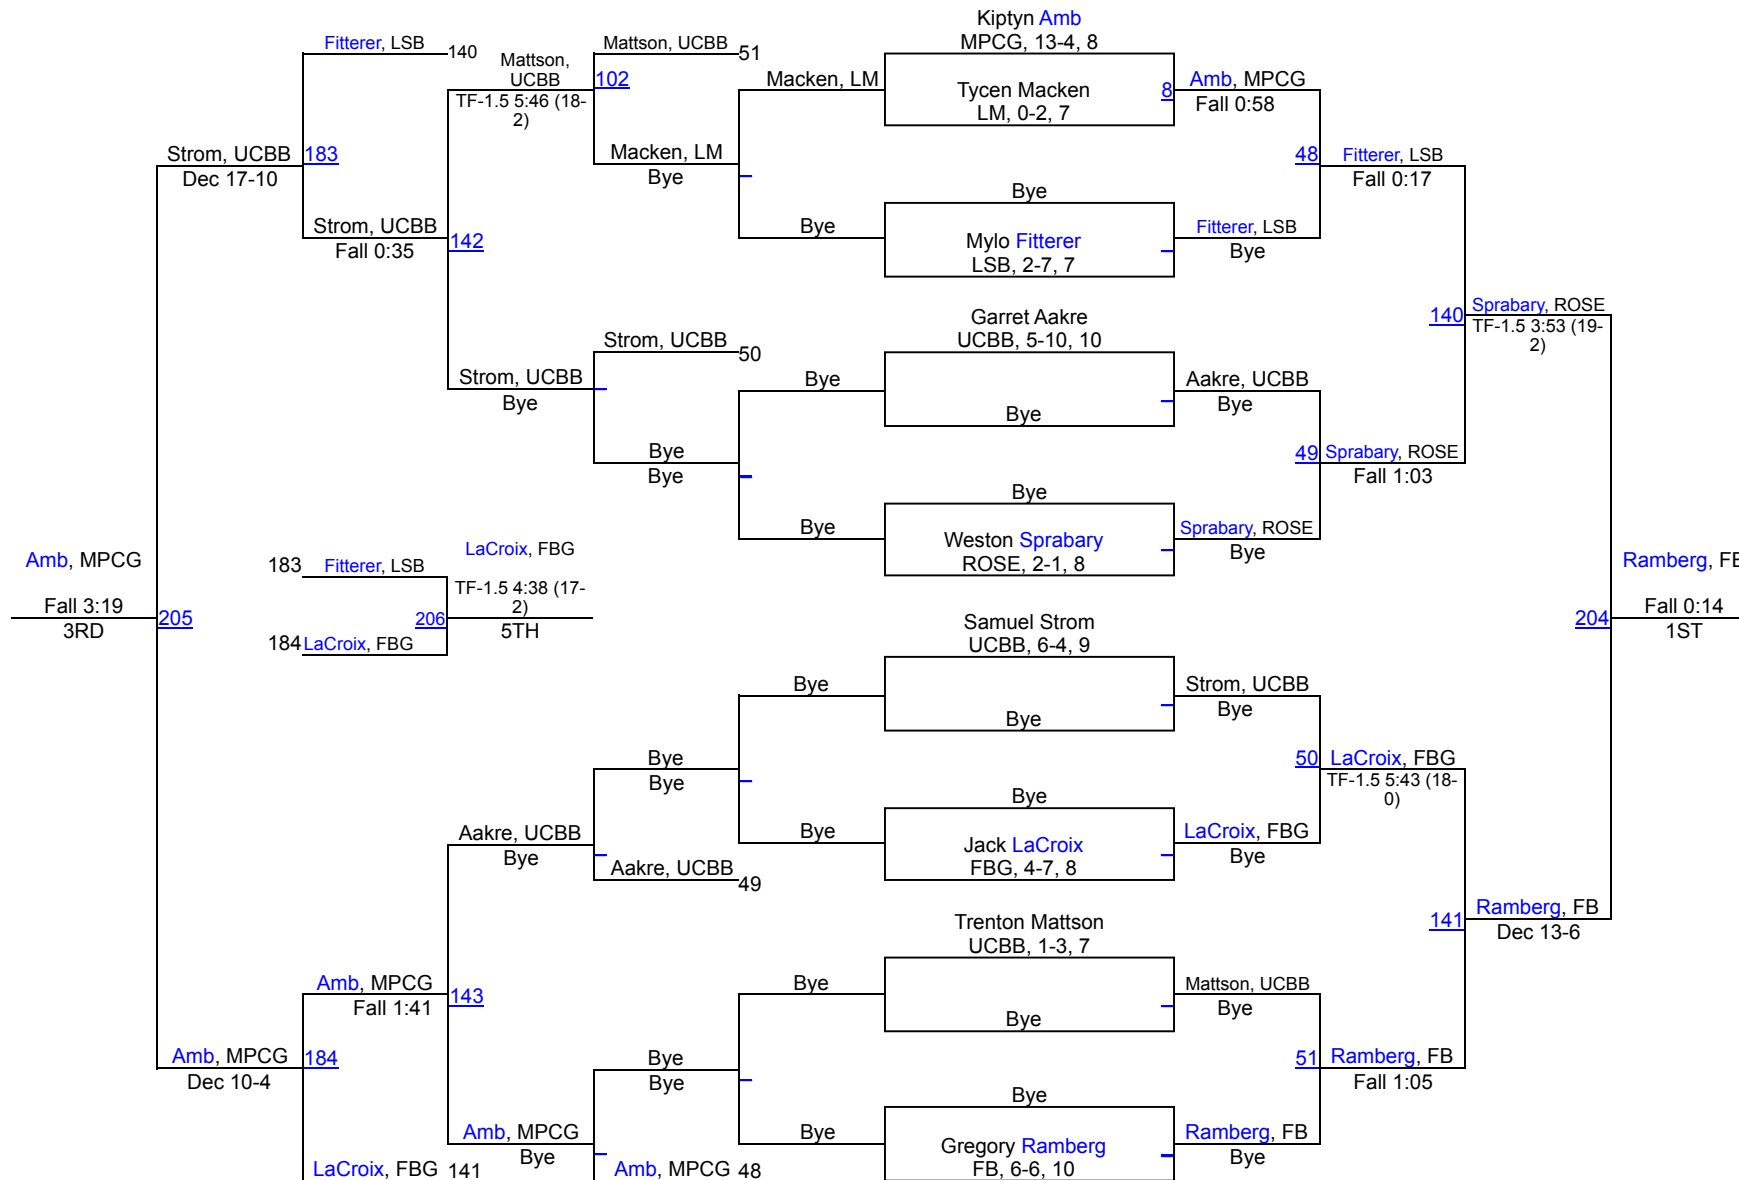 Kiptyn Amb
MPCG, 13-4, 8
Fitterer, LSB 140
Mattson, UCBB 51
Mattson,
UCBB
102
TF-1.5 5:46 (18-
2)
Macken, LM
Tycen Macken
LM, 0-2, 7
8
Amb, MPCG
Fall 0:58
Strom, UCBB
Dec 17-10
183
Macken, LM
Bye
48
Fitterer, LSB
Fall 0:17
Strom, UCBB
Fall 0:35
142
Bye
Bye
Mylo Fitterer
LSB, 2-7, 7
Fitterer, LSB
Bye
Garret Aakre
UCBB, 5-10, 10
140
Sprabary, ROSE
TF-1.5 3:53 (19-
2)
Strom, UCBB 50
Strom, UCBB
Bye
Bye
Bye
Aakre, UCBB
Bye
Bye
Bye
49
Sprabary, ROSE
Fall 1:03
Bye
Bye
Weston Sprabary
ROSE, 2-1, 8
Sprabary, ROSE
Bye
Amb, MPCG
Fall 3:19
3RD
205
183 Fitterer, LSB
LaCroix, FBG
TF-1.5 4:38 (17-
2)
206
5TH
184 LaCroix, FBG
Ramberg, FB
204
Fall 0:14
1ST
Samuel Strom
UCBB, 6-4, 9
Bye
Bye
Strom, UCBB
Bye
Bye
Bye
50
LaCroix, FBG
TF-1.5 5:43 (18-
0)
Bye
Bye
Jack LaCroix
FBG, 4-7, 8
LaCroix, FBG
Bye
Aakre, UCBB
Bye
Aakre, UCBB 49
141
Ramberg, FB
Dec 13-6
Trenton Mattson
UCBB, 1-3, 7
Amb, MPCG
Fall 1:41
143
Bye
Bye
Mattson, UCBB
Bye
Amb, MPCG
Dec 10-4
184
Bye
Bye
51
Ramberg, FB
Fall 1:05
Bye
Amb, MPCG
Bye
Bye
Gregory Ramberg
FB, 6-6, 10
Ramberg, FB
Bye
LaCroix, FBG 141
Amb, MPCG 48